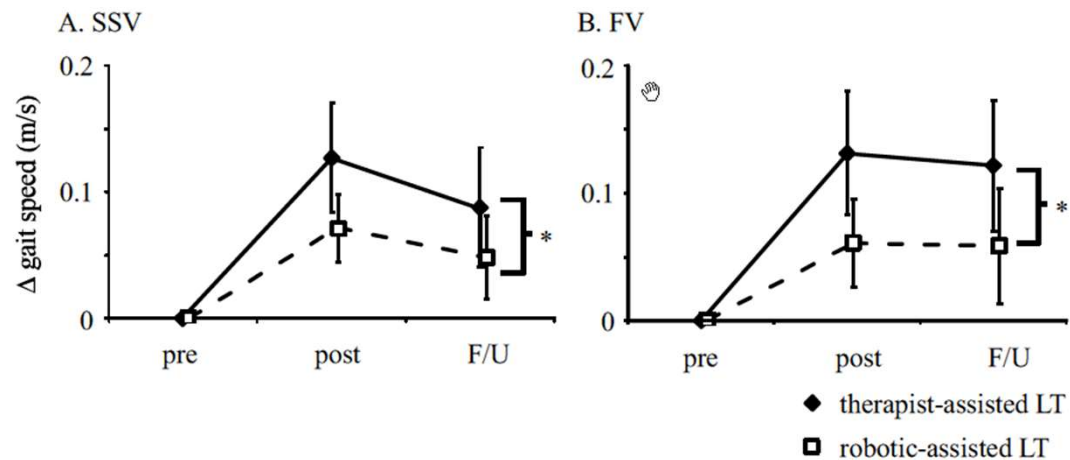 A. SSV
B. FV
Δ gait speed (m/s)
0.2
0.1
0
pre
post
F/U
*
0.2
0.1
0
pre
post
F/U
*
therapist-assisted LT
robotic-assisted LT